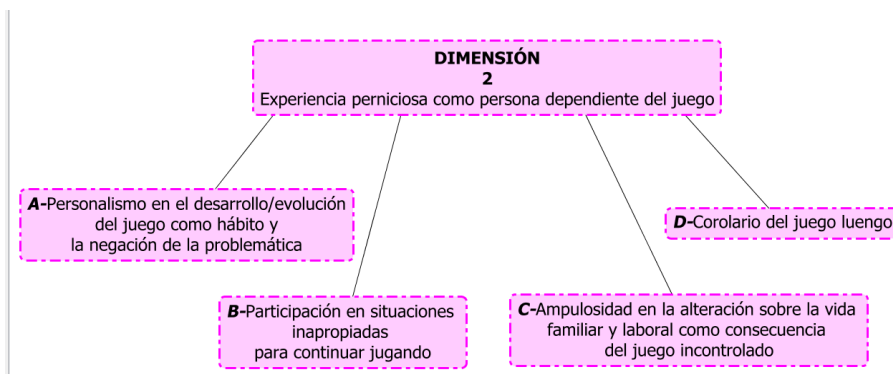 DIMENSIÓN
2
Experiencia perniciosa como persona dependiente del juego
A-Personalismo en el desarrollo/evolución
del juego como hábito y
la negación de la problemática
D-Corolario del juego luengo
B-Participación en situaciones
inapropiadas
para continuar jugando
C-Ampulosidad en la alteración sobre la vida
familiar y laboral como consecuencia
del juego incontrolado